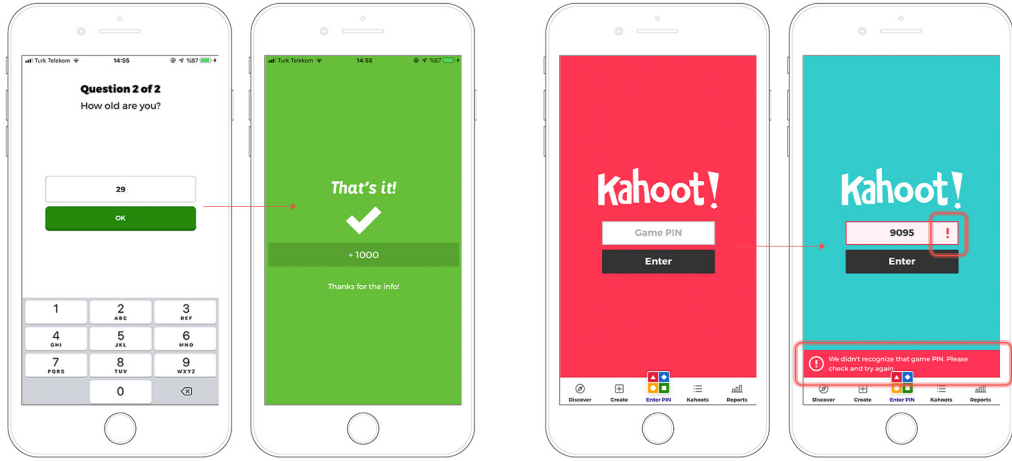 Turk Telekom 14:55 %87
Question 2 of 2
How old are you?
29
OK
1
2
ABC
3
DEF
4
GHI
5
JKL
6
MNO
7
PQRS
8
TUV
9
WXYZ
0
Turk Telekom 14:55 %87
That's it!
+ 1000
Thanks for the info!
Kahoot!
Game PIN
Enter
Discover Create Enter PIN Kahoots Reports
Kahoot!
9095 !
Enter
We didn't recognize that game PIN. Please
check and try again.
Discover Create Enter PIN Kahoots Reports